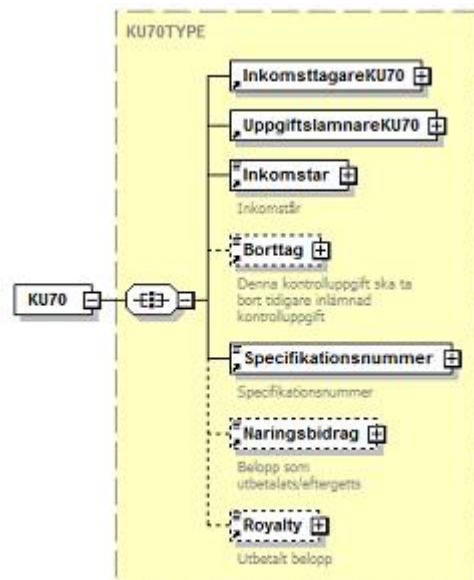 KU70TYPE
InkomsttagareKU70
UppgiftslamnareKU70
Inkomstar
Inkomstår
Borttag
Denna kontrolluppgift ska ta
bort tidigare inlämnad
kontrolluppgift
KU70
Specifikationsnummer
Specifikationsnummer
Naringsbidrag
Belopp som
utbetalats/eftergetts
Royalty
Utbetalt belopp